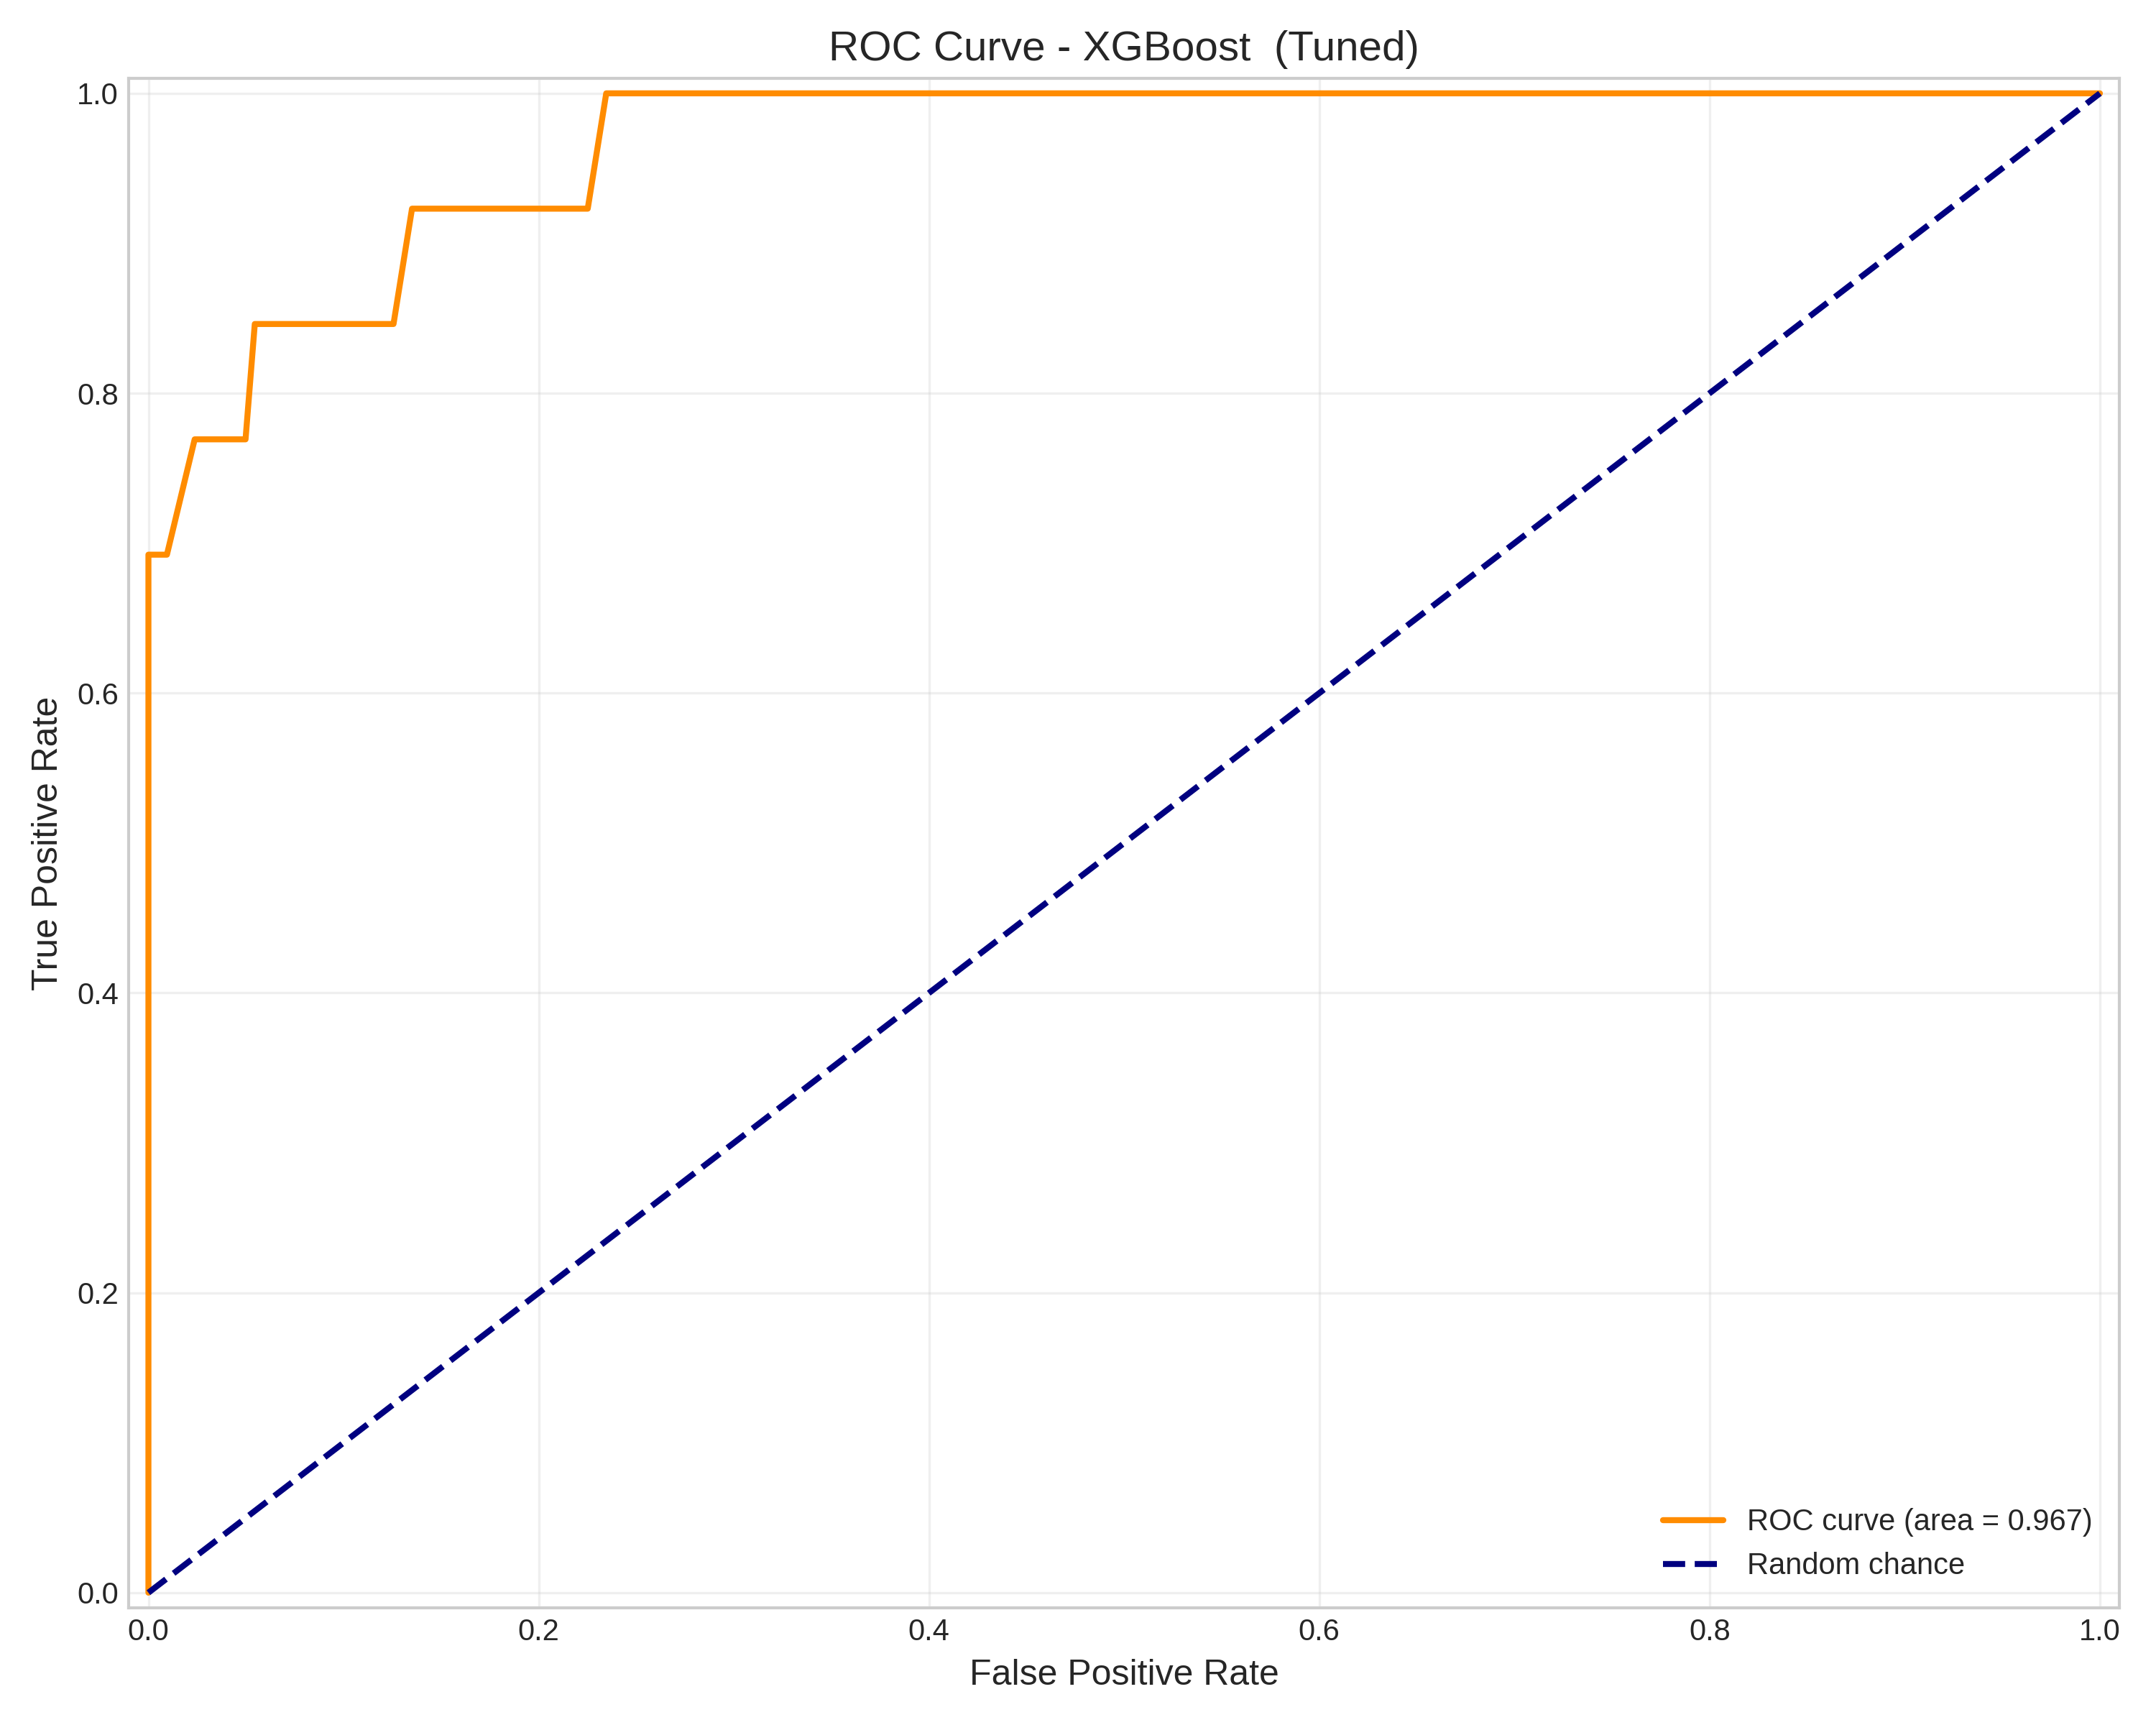 ROC Curve - XGBoost  (Tuned)
1.0
0.8
0.6
0.4
0.2
0.0
True Positive Rate
0.0 0.2 0.4 0.6 0.8 1.0
False Positive Rate
ROC curve (area = 0.967)
Random chance